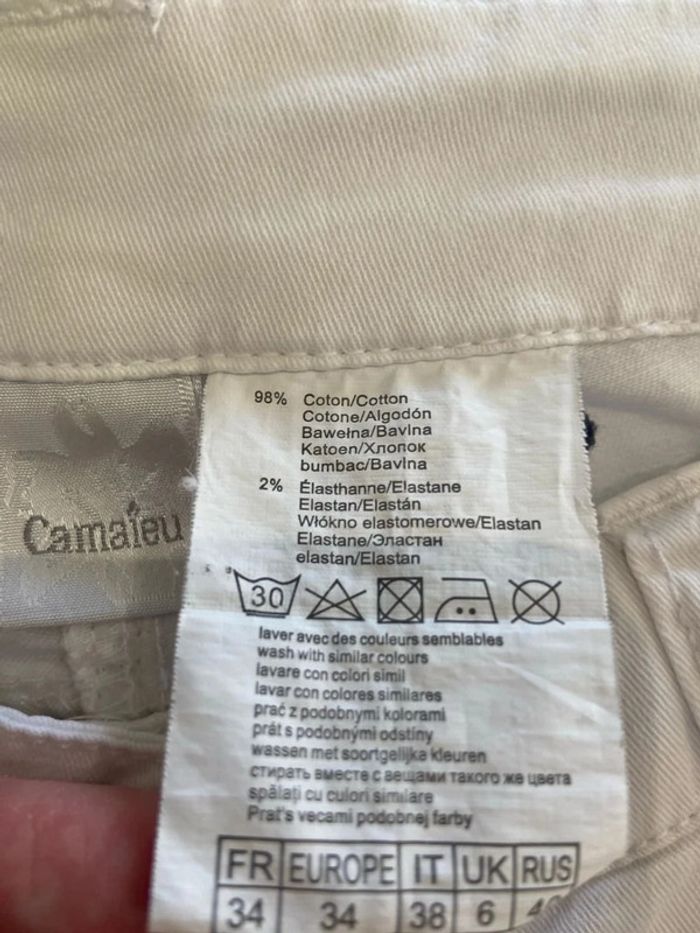 98% Coton/Cotton
Cotone/Algodón
Bawełna/Bavlna
Katoen/Хлопок
bumbac/Bavlna
2% Élasthanne/Elastane
Elastan/Elastán
Włókno elastomerowe/Elastan
Elastane/Эластан
elastan/Elastan
Camaïeu
30
laver avec des couleurs semblables
wash with similar colours
lavare con colori simil
lavar con colores similares
prać z podobnymi kolorami
prát s podobnými odstíny
wassen met soortgelijka kleuren
стирать вместе с вещами такого же цвета
spălați cu culori similare
Prat's vecami podobnej farby
FR EUROPE IT UK RUS
34 34 38 6